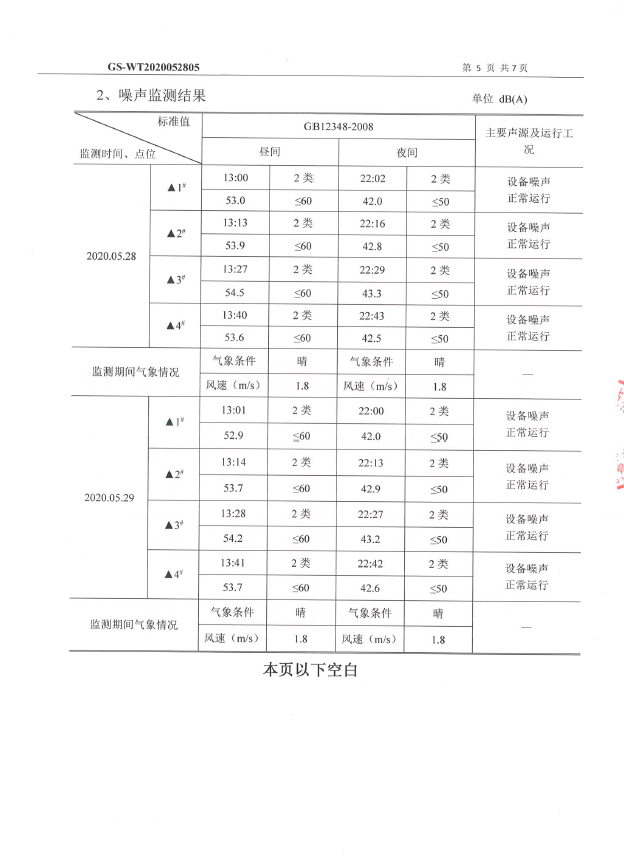 GS-WT2020052805 第 5 页 共7页
2、噪声监测结果 单位 dB(A)
标准值
监测时间、点位
GB12348-2008
昼间 夜间
主要声源及运行工
况
2020.05.28
▲1# 13:00 2类 22:02 2类 设备噪声
53.0 ≤60 42.0 ≤50 正常运行
▲2# 13:13 2类 22:16 2类 设备噪声
53.9 ≤60 42.8 ≤50 正常运行
▲3# 13:27 2类 22:29 2类 设备噪声
54.5 ≤60 43.3 ≤50 正常运行
▲4# 13:40 2类 22:43 2类 设备噪声
53.6 ≤60 42.5 ≤50 正常运行
监测期间气象情况 气象条件 晴 气象条件 晴 —
风速（m/s） 1.8 风速（m/s） 1.8
2020.05.29
▲1# 13:01 2类 22:00 2类 设备噪声
52.9 ≤60 42.0 ≤50 正常运行
▲2# 13:14 2类 22:13 2类 设备噪声
53.7 ≤60 42.9 ≤50 正常运行
▲3# 13:28 2类 22:27 2类 设备噪声
54.2 ≤60 43.2 ≤50 正常运行
▲4# 13:41 2类 22:42 2类 设备噪声
53.7 ≤60 42.6 ≤50 正常运行
监测期间气象情况 气象条件 晴 气象条件 晴 —
风速（m/s） 1.8 风速（m/s） 1.8
本页以下空白